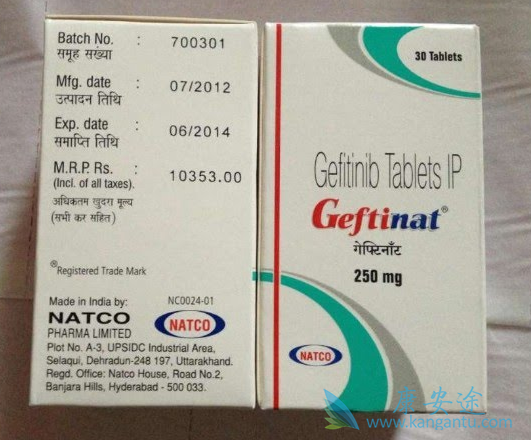 Batch No. : 700301
समूह संख्या
Mfg. date : 07/2012
उत्पादन तिथि
Exp. date : 06/2014
समाप्ति तिथि
M.R.P. Rs. : 10353.00
(Incl. of all taxes).
अधिकतम खुदरा मूल्य
(सभी कर सहित)
®Registered Trade Mark
Made in India by: NC0024-01
NATCO
PHARMA LIMITED
NATCO
Plot No. A-3, UPSIDC Industrial Area,
Selaqui, Dehradun-248 197, Uttarakhand.
Regd. Office: Natco House, Road No.2,
Banjara Hills, Hyderabad - 500 033.
30 Tablets
Gefitinib Tablets IP
Geftinat®
गेफ्टिनॉट
250 mg
NATCO
康安途
www.kangantu.com